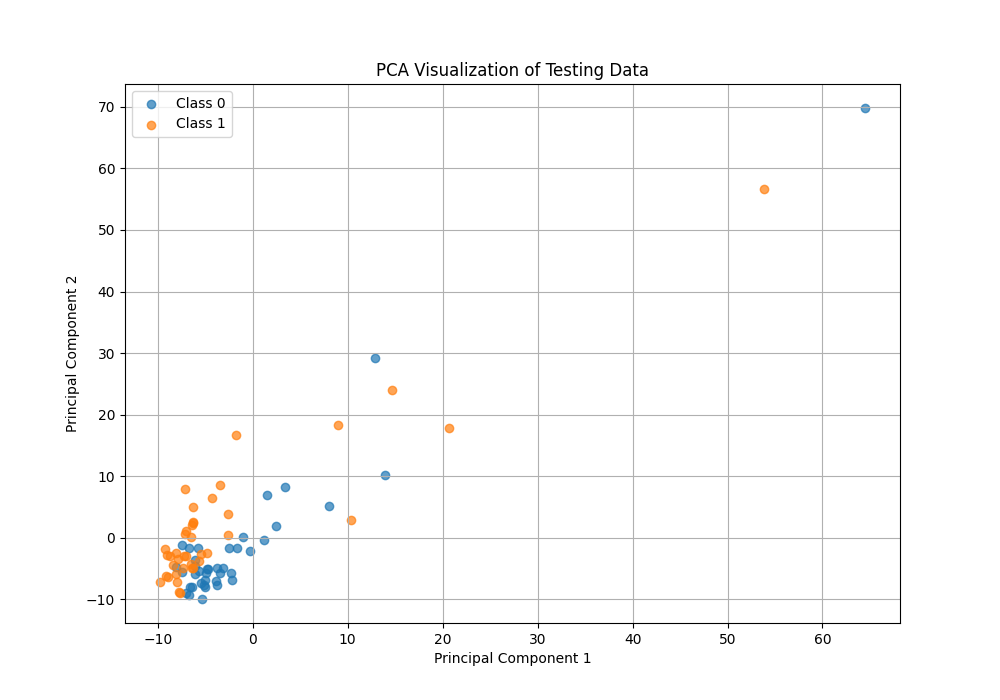 PCA Visualization of Testing Data
Class 0
Class 1
70
60
50
40
30
20
10
0
−10
−10 0 10 20 30 40 50 60
Principal Component 2
Principal Component 1